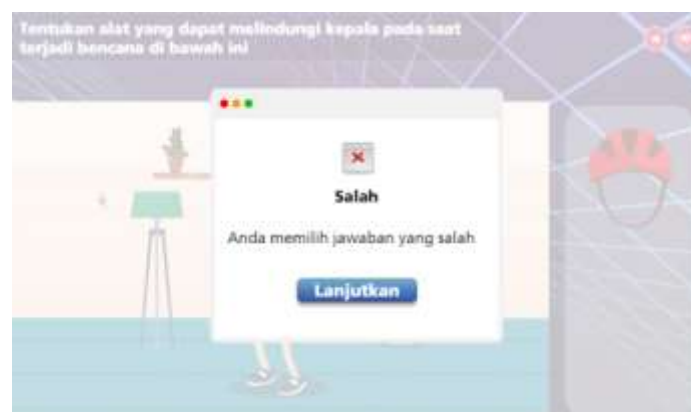 Tentukan alat yang dapat melindungi kepala pada saat
terjadi bencana di bawah ini
Salah
Anda memilih jawaban yang salah
Lanjutkan